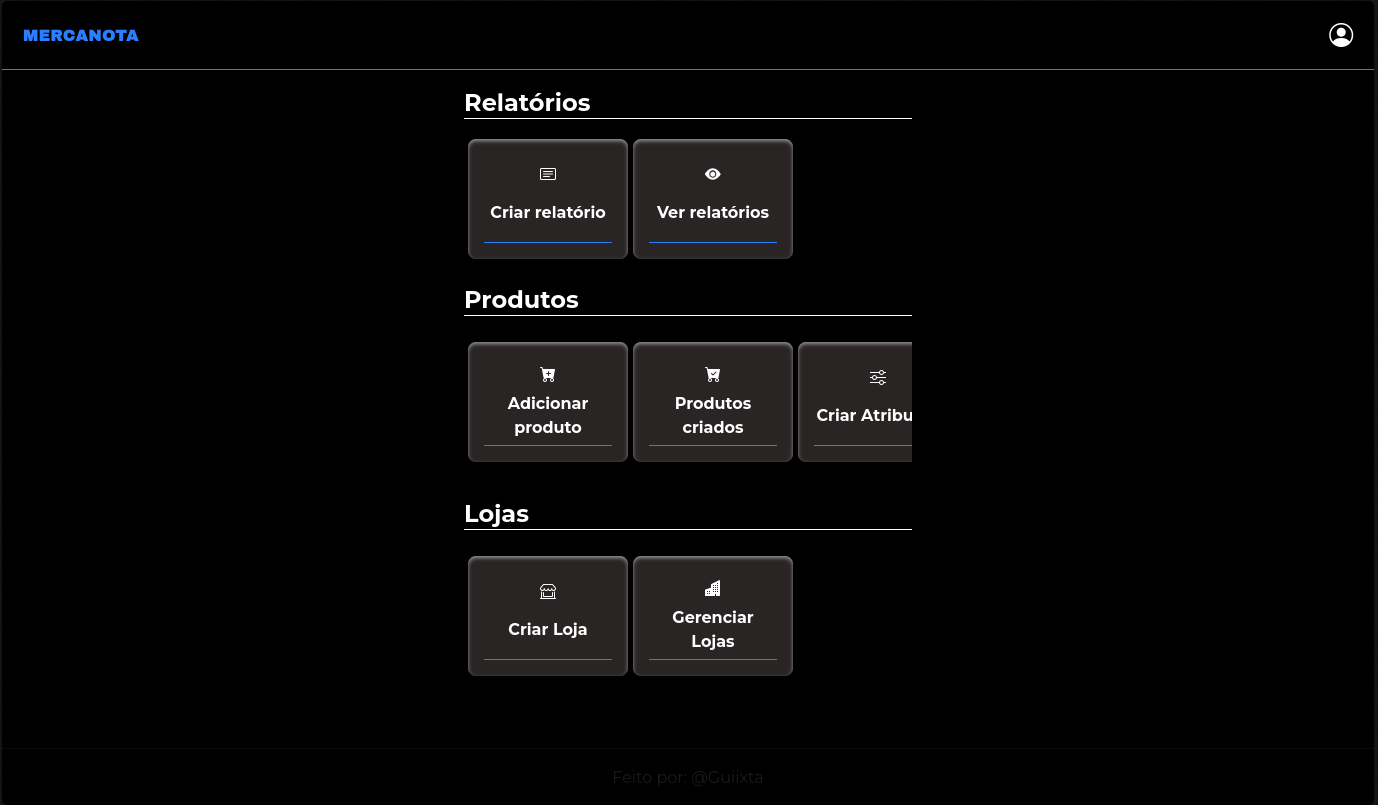 MERCANOTA
Relatórios
Criar relatório
Ver relatórios
Produtos
Adicionar
produto
Produtos
criados
Criar Atribu
Lojas
Criar Loja
Gerenciar
Lojas
Feito por: @Guiixta